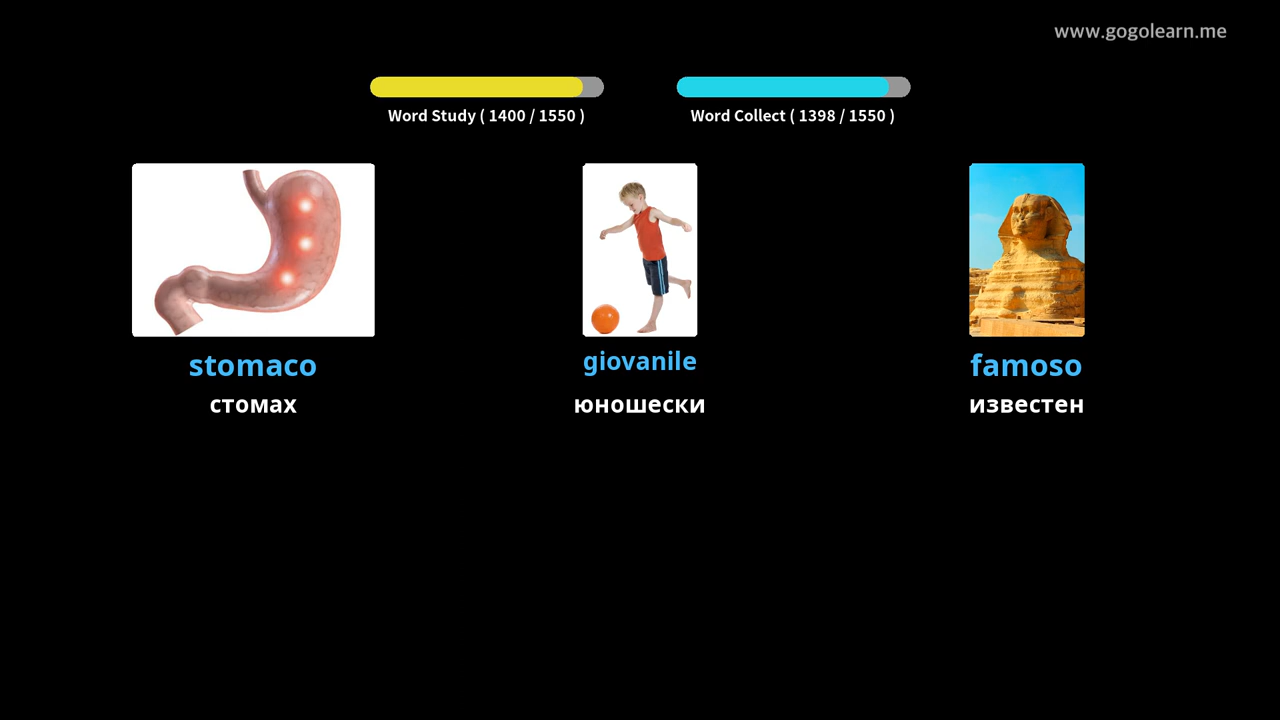 www.gogolearn.me
Word Study ( 1400 / 1550 )
Word Collect ( 1398 / 1550 )
stomaco
стомах
giovanile
юношески
famoso
известен